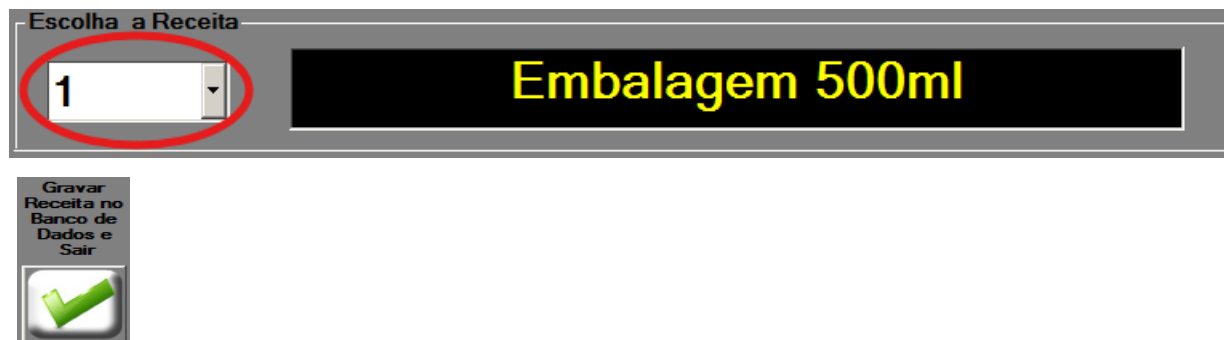 Escolha a Receita
1
Embalagem 500ml
Gravar
Receita no
Banco de
Dados e
Sair